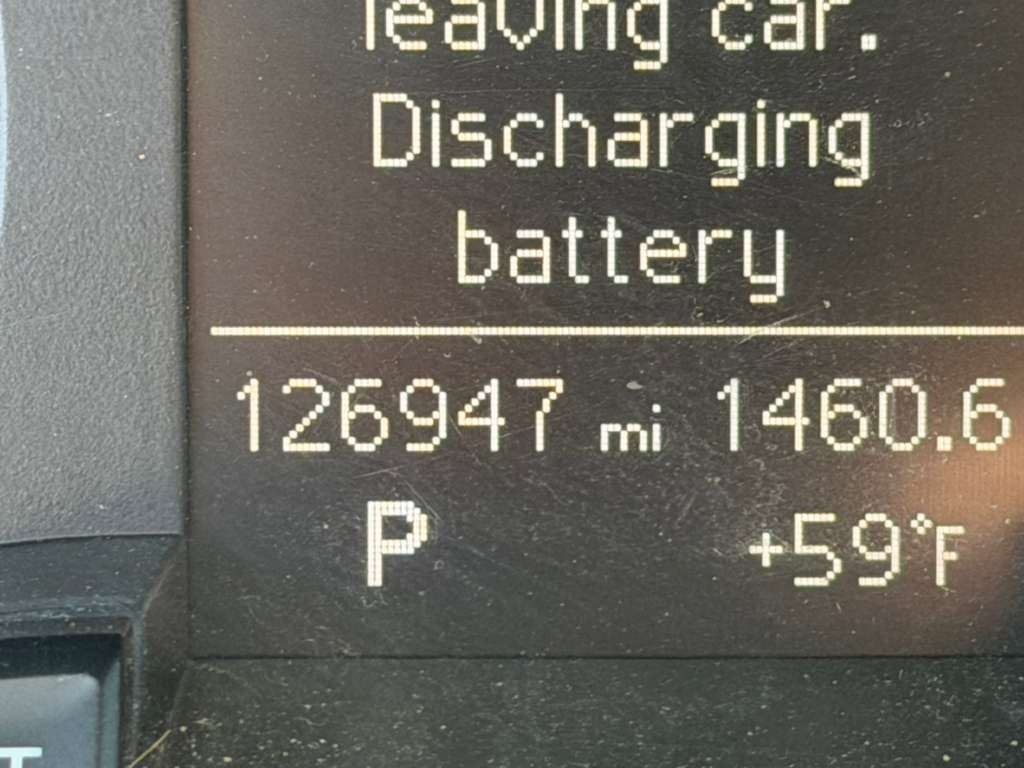 leaving car.
Discharging
battery
126947 mi 1460.6
P +59°F
T